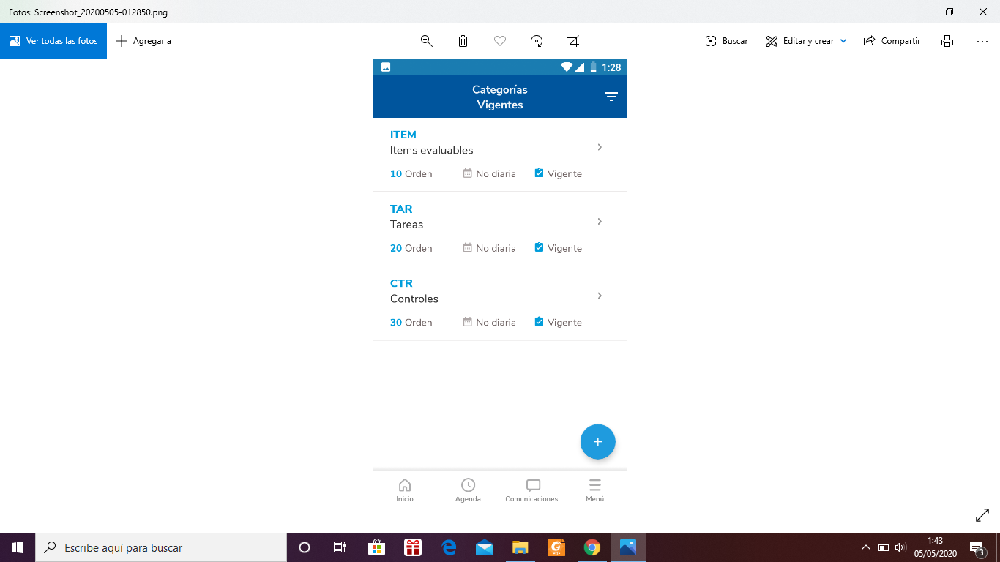 Fotos: Screenshot_20200505-012850.png
Ver todas las fotos
Agregar a
Buscar
Editar y crear
Compartir
1:28
Categorías
Vigentes
ITEM
Items evaluables
10 Orden No diaria Vigente
TAR
Tareas
20 Orden No diaria Vigente
CTR
Controles
30 Orden No diaria Vigente
Inicio Agenda Comunicaciones Menú
Escribe aquí para buscar
PDF
1:43
05/05/2020
3